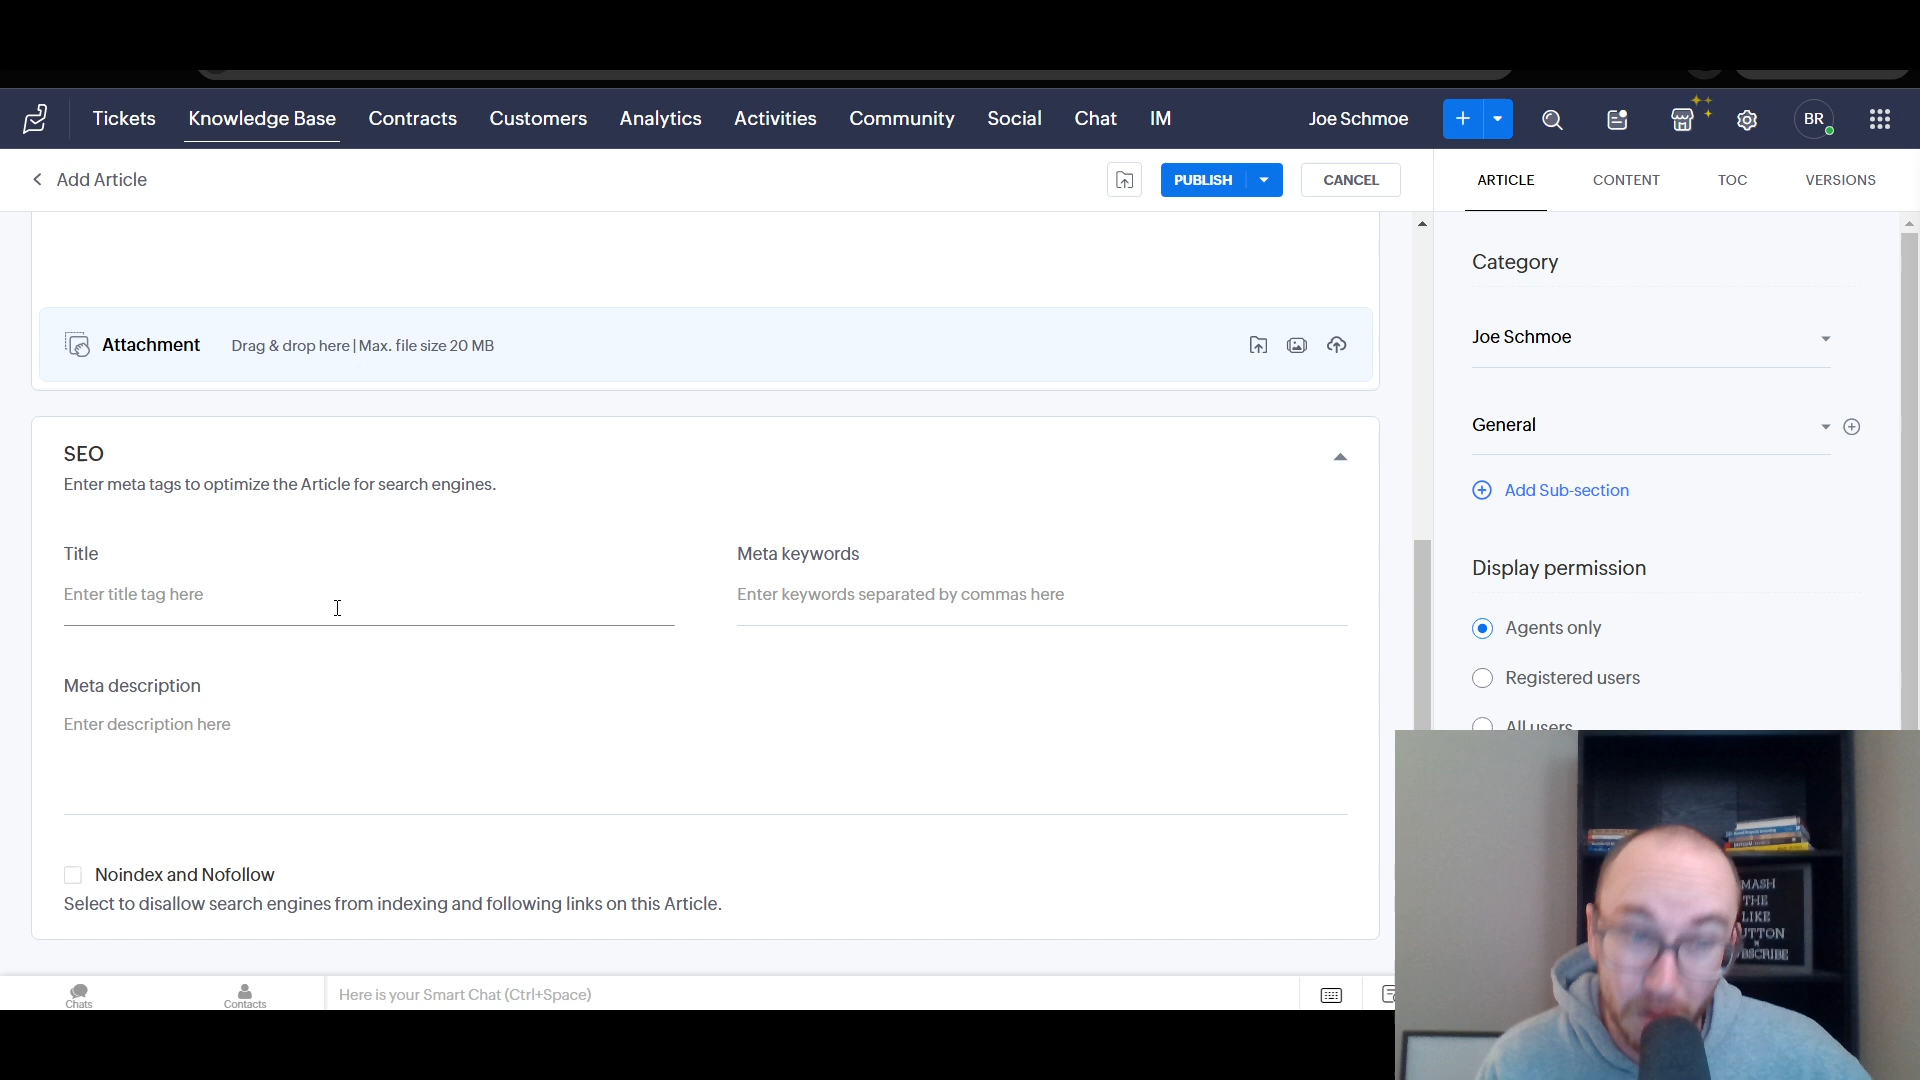 Tickets Knowledge Base Contracts Customers Analytics Activities Community Social Chat IM Joe Schmoe BR
Add Article PUBLISH CANCEL ARTICLE CONTENT TOC VERSIONS
Category
Attachment Drag & drop here | Max. file size 20 MB
Joe Schmoe
General
Add Sub-section
SEO
Enter meta tags to optimize the Article for search engines.
Title
Enter title tag here
Meta keywords
Enter keywords separated by commas here
Display permission
Agents only
Registered users
All users
Meta description
Enter description here
Noindex and Nofollow
Select to disallow search engines from indexing and following links on this Article.
Chats
Contacts
Here is your Smart Chat (Ctrl+Space)
MASH
THE
LIKE